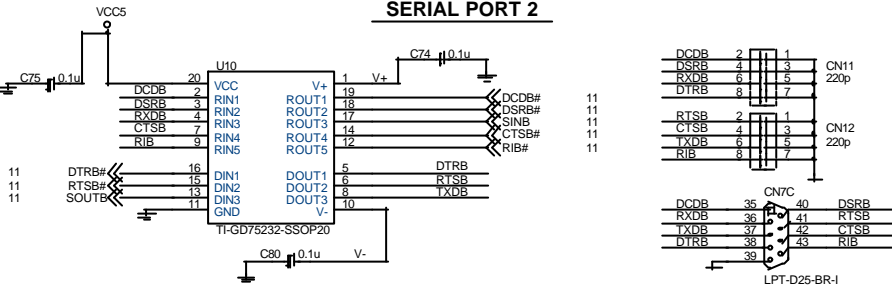 SERIAL PORT 2
VCC5
C75 0.1u
C74 0.1u
U10
V+
20 VCC V+ 1
DCDB 2 RIN1 ROUT1 19 DCDB# 11
DSRB 3 RIN2 ROUT2 18 DSRB# 11
RXDB 4 RIN3 ROUT3 17 SINB 11
CTSB 7 RIN4 ROUT4 14 CTSB# 11
RIB 9 RIN5 ROUT5 12 RIB# 11
11 DTRB# 16 DIN1 DOUT1 5 DTRB
11 RTSB# 15 DIN2 DOUT2 6 RTSB
11 SOUTB 13 DIN3 DOUT3 8 TXDB
11 GND V- 10
TI-GD75232-SSOP20
C80 0.1u V-
DCDB 2 1
DSRB 4 3 CN11
RXDB 6 5 220p
DTRB 8 7
RTSB 2 1
CTSB 4 3 CN12
TXDB 6 5 220p
RIB 8 7
CN7C
DCDB 35 40 DSRB
RXDB 36 41 RTSB
TXDB 37 42 CTSB
DTRB 38 43 RIB
39
LPT-D25-BR-I